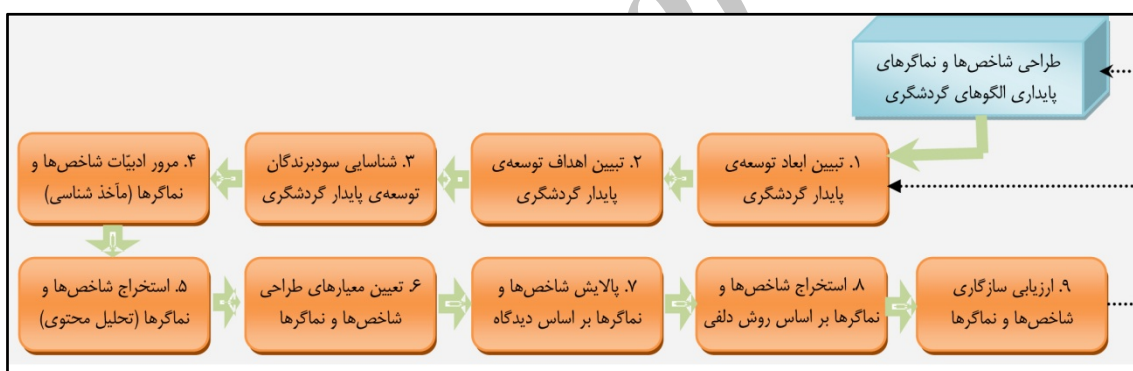 طراحی شاخص‌ها و نماگرهای
پایداری الگوهای گردشگری
۱. تبیین ابعاد توسعه‌ی
پایدار گردشگری
۲. تبیین اهداف توسعه‌ی
پایدار گردشگری
۳. شناسایی سودبرندگان
توسعه‌ی پایدار گردشگری
۴. مرور ادبیّات شاخص‌ها و
نماگرها (مآخذ شناسی)
۵. استخراج شاخص‌ها و
نماگرها (تحلیل محتوی)
۶. تعیین معیارهای طراحی
شاخص‌ها و نماگرها
۷. پالایش شاخص‌ها و
نماگرها بر اساس دیدگاه
۸. استخراج شاخص‌ها و
نماگرها بر اساس روش دلفی
۹. ارزیابی سازگاری
شاخص‌ها و نماگرها